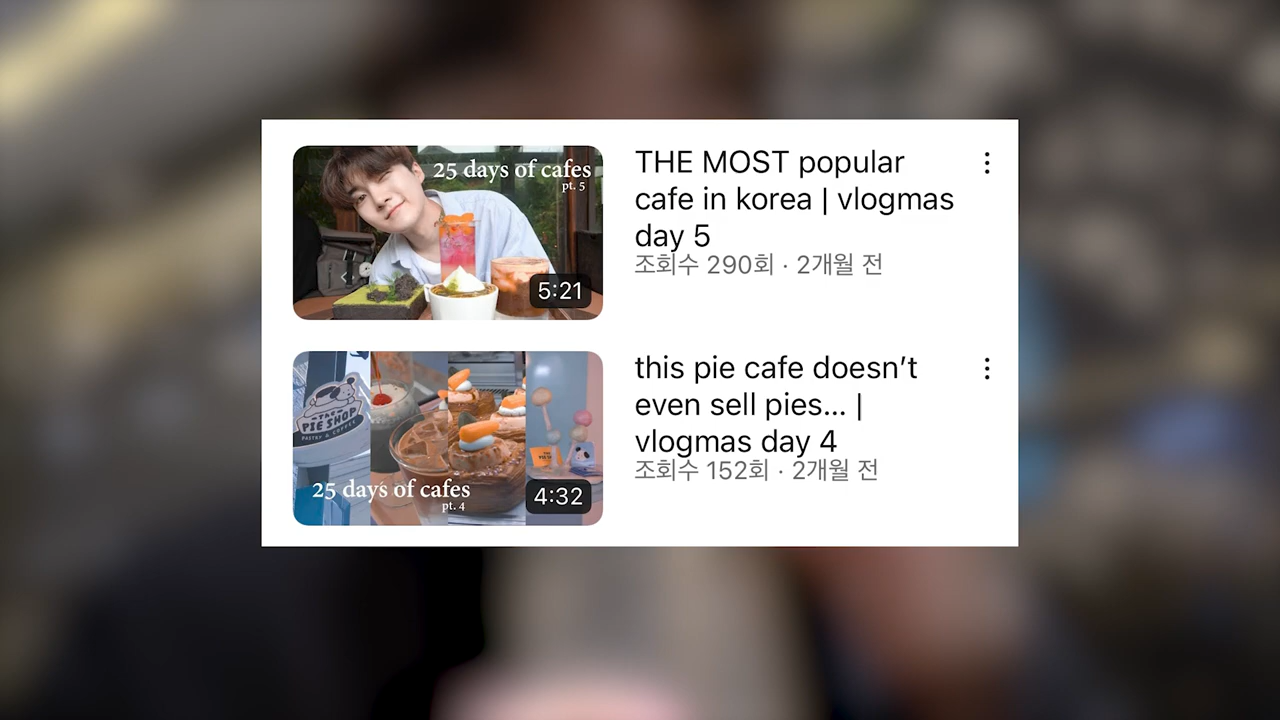 25 days of cafes
pt. 5
5:21
THE MOST popular
cafe in korea | vlogmas
day 5
조회수 290회 · 2개월 전
THE
PIE SHOP
PASTRY & COFFEE
25 days of cafes
pt. 4
4:32
this pie cafe doesn’t
even sell pies... |
vlogmas day 4
조회수 152회 · 2개월 전